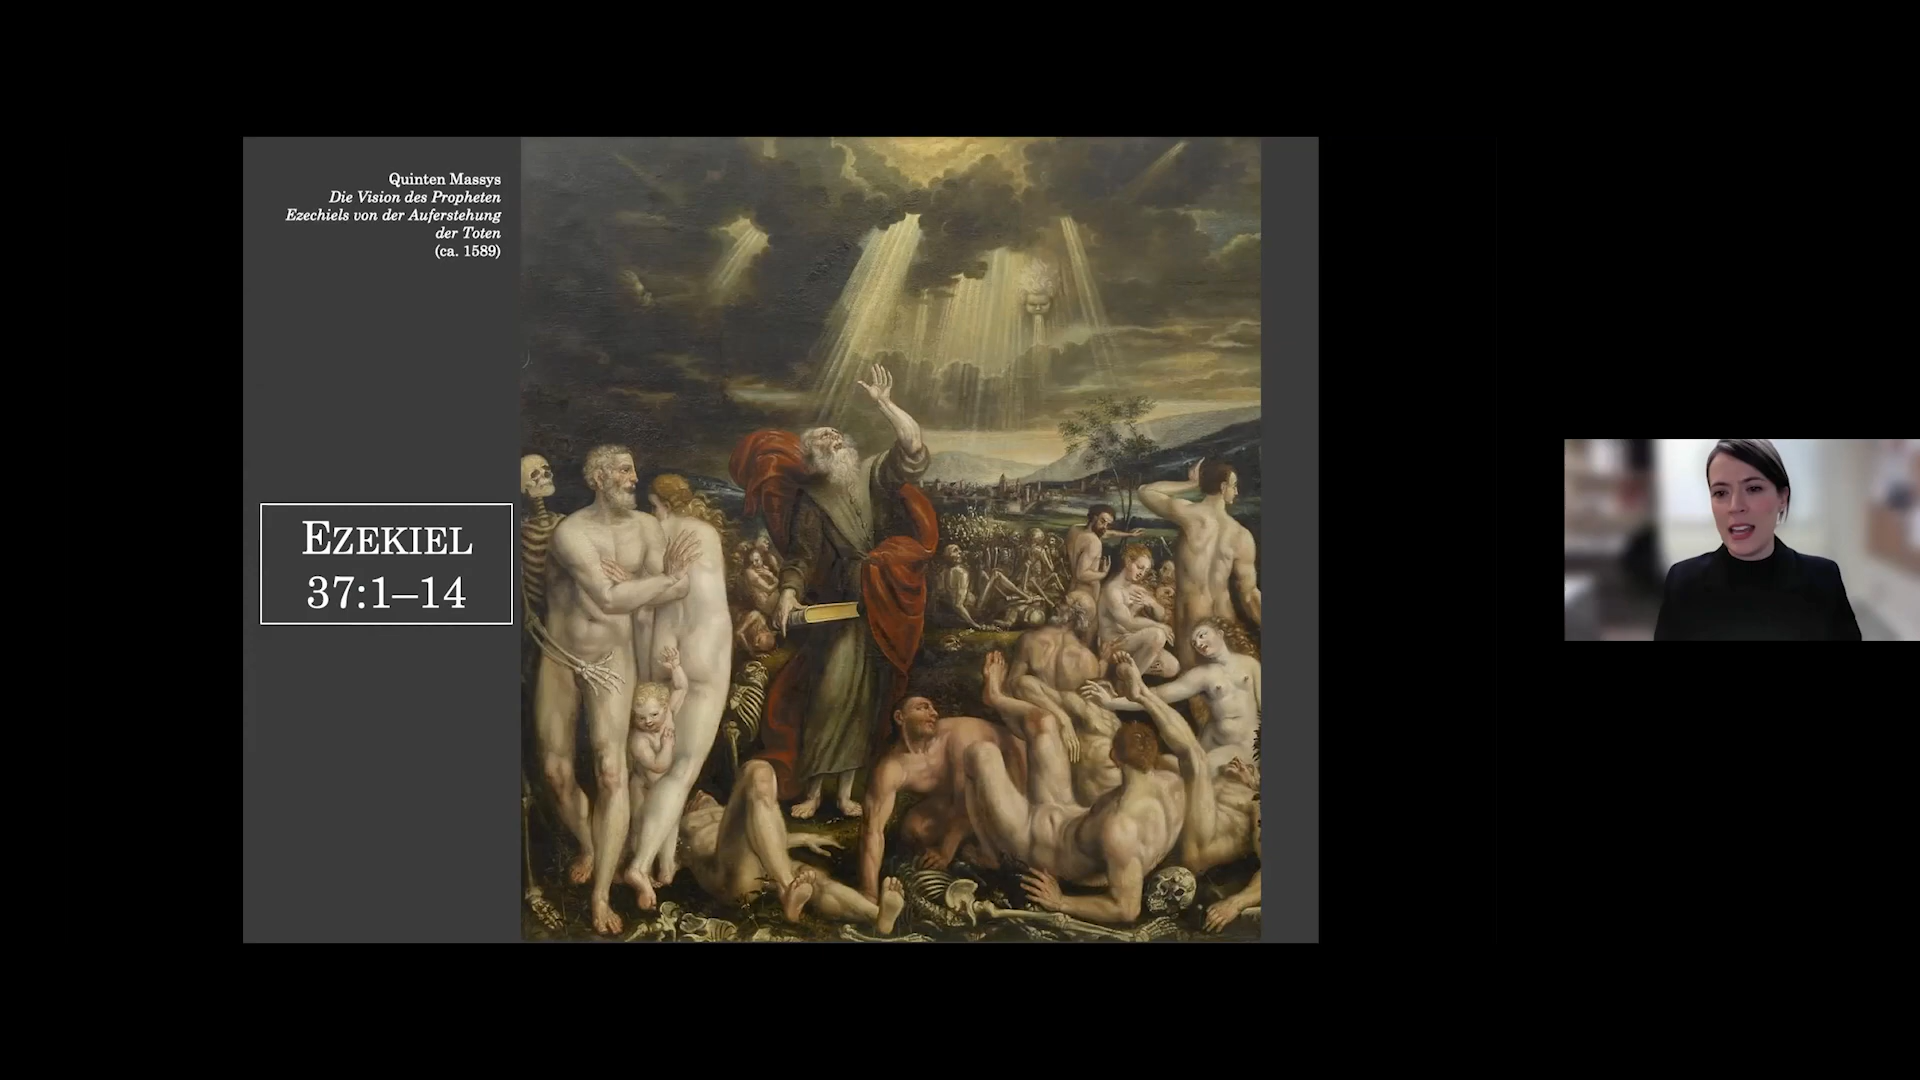 Quinten Massys
Die Vision des Propheten
Ezechiels von der Auferstehung
der Toten
(ca. 1589)
EZEKIEL
37:1–14